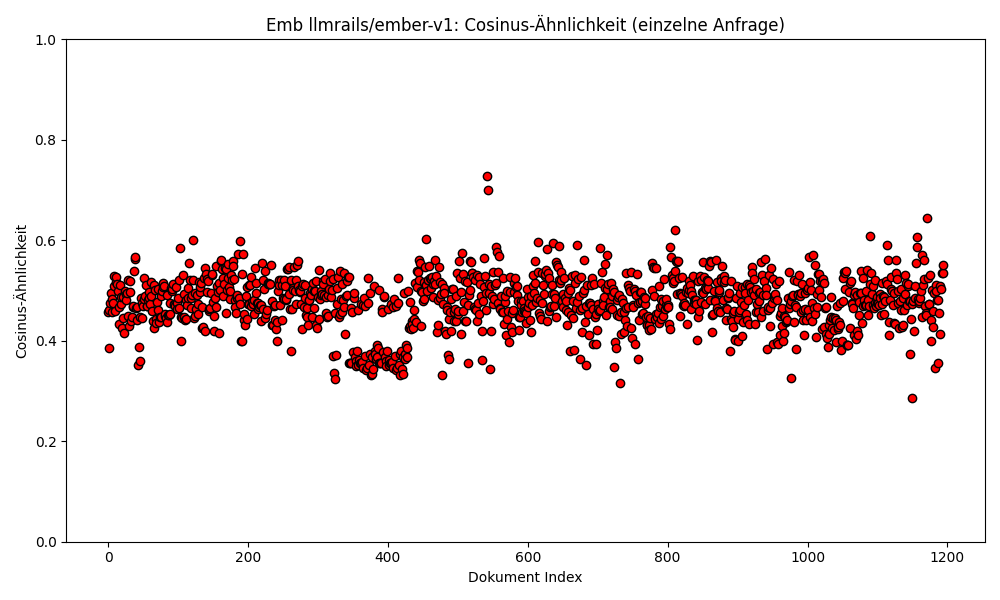 Emb llmrails/ember-v1: Cosinus-Ähnlichkeit (einzelne Anfrage)
1.0
0.8
0.6
0.4
0.2
0.0
Cosinus-Ähnlichkeit
0 200 400 600 800 1000 1200
Dokument Index